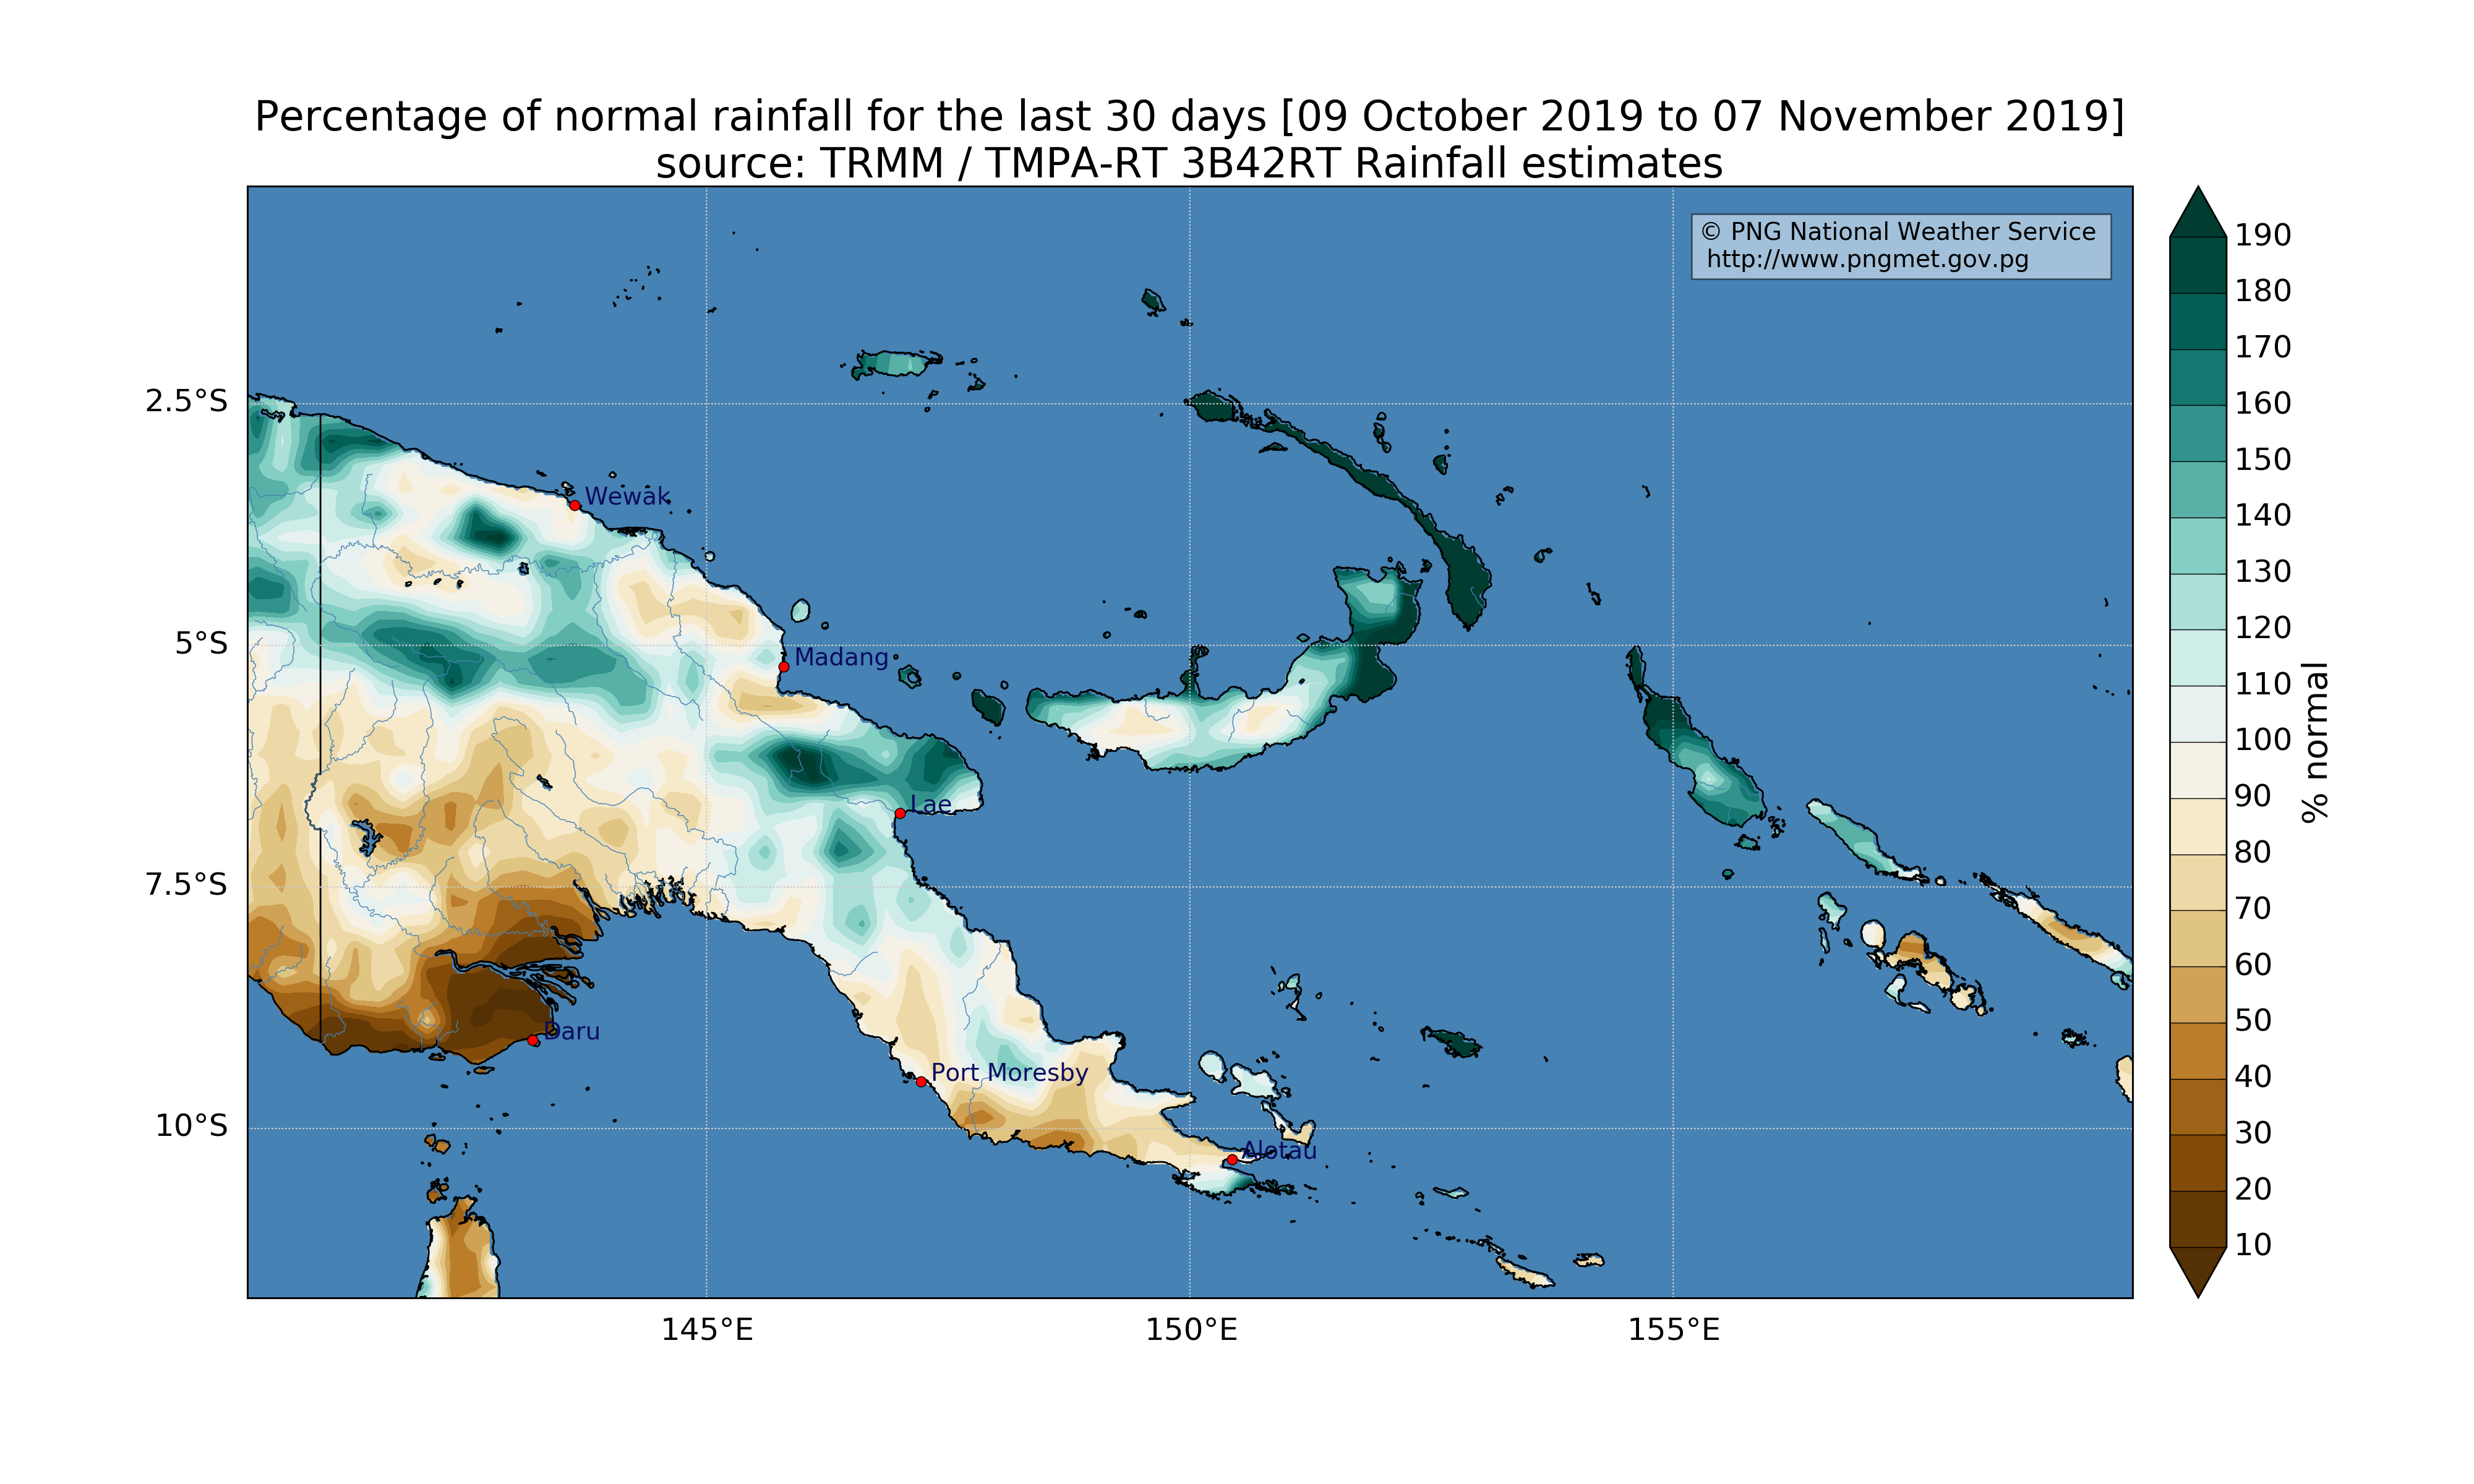 Percentage of normal rainfall for the last 30 days [09 October 2019 to 07 November 2019]
source: TRMM / TMPA-RT 3B42RT Rainfall estimates
© PNG National Weather Service
http://www.pngmet.gov.pg
2.5°S
5°S
7.5°S
10°S
Wewak
Madang
Lae
Daru
Port Moresby
Alotau
145°E
150°E
155°E
190
180
170
160
150
140
130
120
110
100
90
80
70
60
50
40
30
20
10
% normal